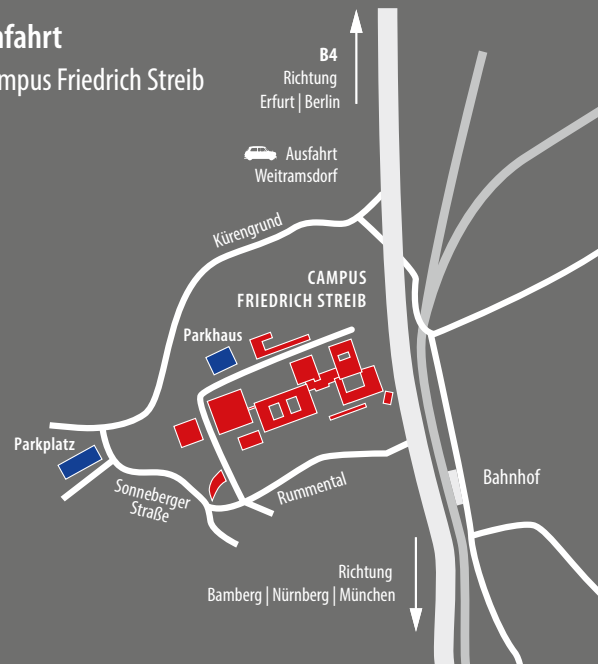 nfahrt
mpus Friedrich Streib
B4
Richtung
Erfurt | Berlin
Ausfahrt
Weitramsdorf
Kürengrund
CAMPUS
FRIEDRICH STREIB
Parkhaus
Parkplatz
Sonneberger
Straße
Rummental
Bahnhof
Richtung
Bamberg | Nürnberg | München